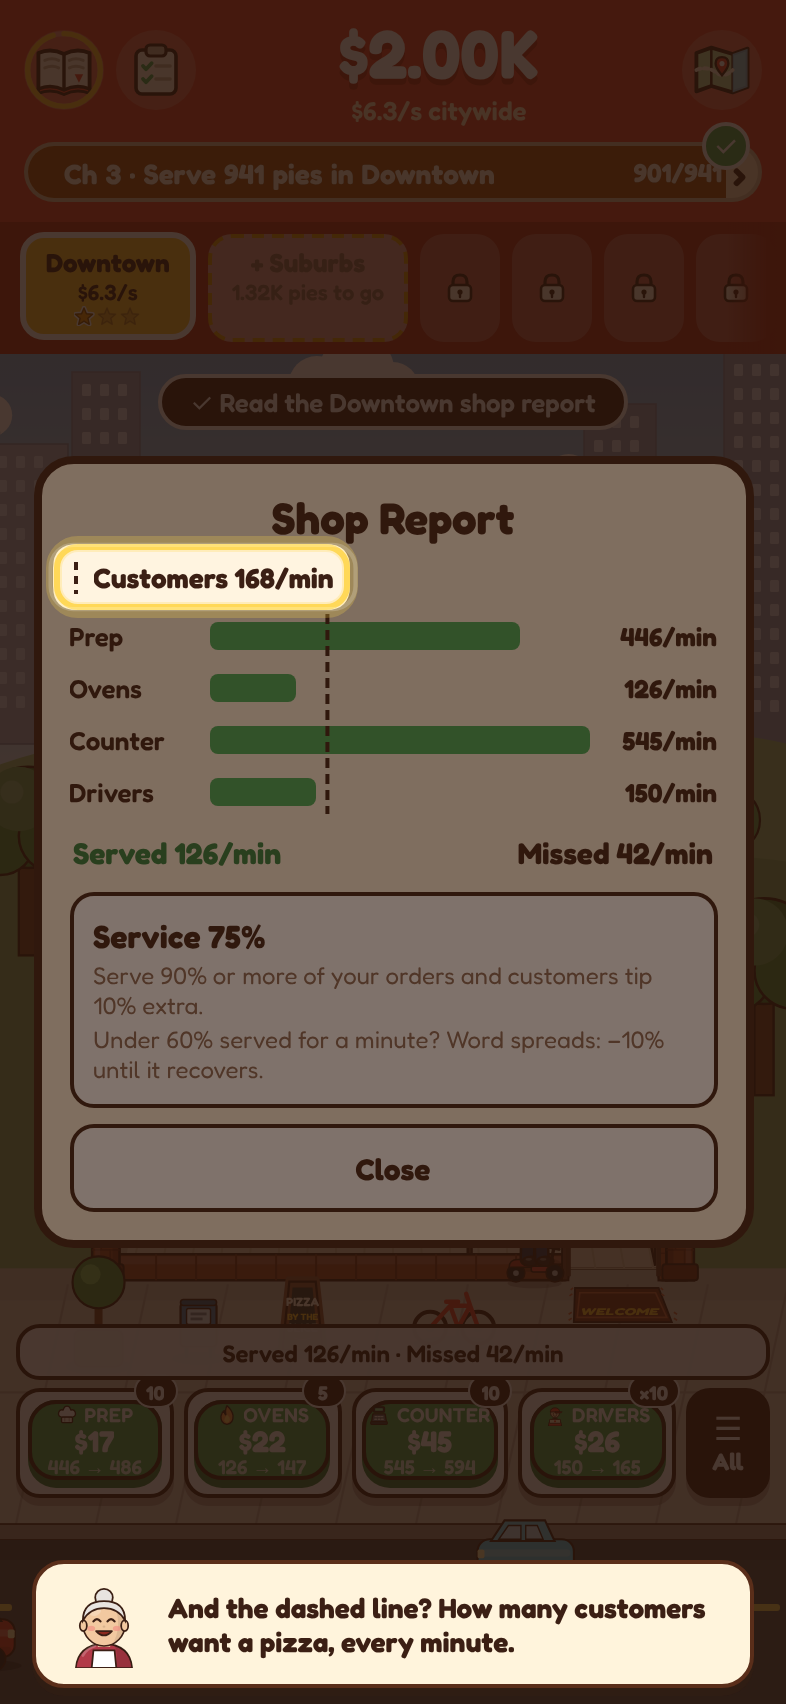 $2.00K
$6.3/s citywide
Ch 3 · Serve 941 pies in Downtown 901/941
Downtown
$6.3/s
+ Suburbs
1.32K pies to go
✓ Read the Downtown shop report
Shop Report
Customers 168/min
Prep 446/min
Ovens 126/min
Counter 545/min
Drivers 150/min
Served 126/min Missed 42/min
Service 75%
Serve 90% or more of your orders and customers tip
10% extra.
Under 60% served for a minute? Word spreads: –10%
until it recovers.
Close
PIZZA
BY THE
WELCOME
Served 126/min · Missed 42/min
10 5 10 x10
PREP OVENS COUNTER DRIVERS
$17 $22 $45 $26
446 → 486 126 → 147 545 → 594 150 → 165
All
And the dashed line? How many customers
want a pizza, every minute.